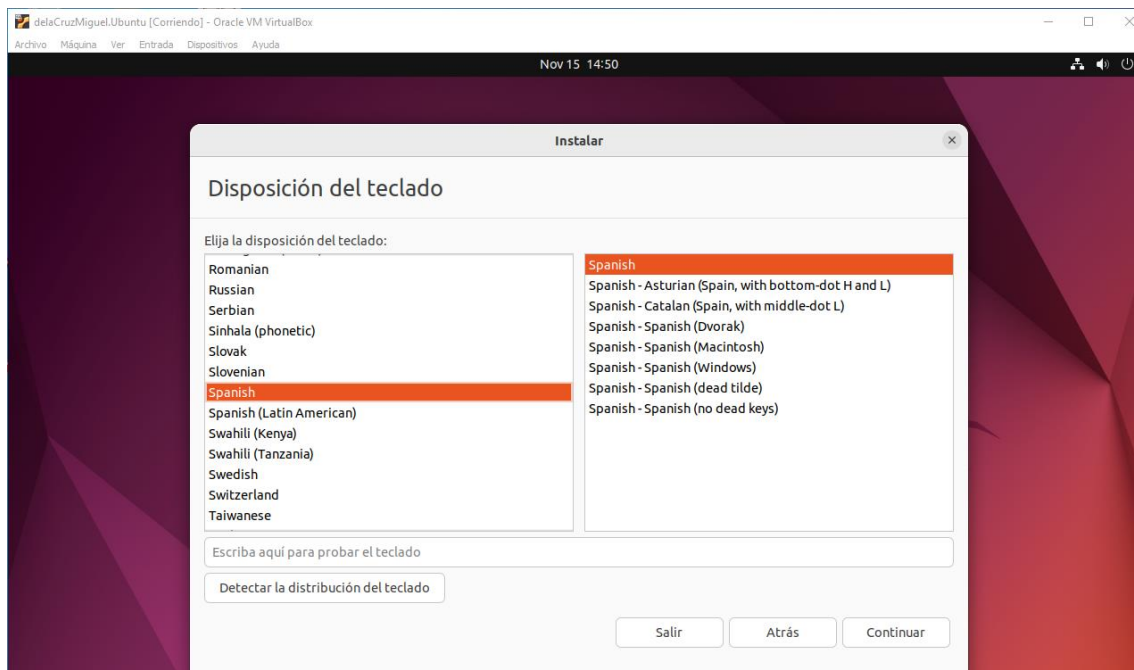 delaCruzMiguel.Ubuntu [Corriendo] - Oracle VM VirtualBox
Archivo Máquina Ver Entrada Dispositivos Ayuda
Nov 15 14:50
Instalar
Disposición del teclado
Elija la disposición del teclado:
Romanian
Russian
Serbian
Sinhala (phonetic)
Slovak
Slovenian
Spanish
Spanish (Latin American)
Swahili (Kenya)
Swahili (Tanzania)
Swedish
Switzerland
Taiwanese
Spanish
Spanish - Asturian (Spain, with bottom-dot H and L)
Spanish - Catalan (Spain, with middle-dot L)
Spanish - Spanish (Dvorak)
Spanish - Spanish (Macintosh)
Spanish - Spanish (Windows)
Spanish - Spanish (dead tilde)
Spanish - Spanish (no dead keys)
Escriba aquí para probar el teclado
Detectar la distribución del teclado
Salir Atrás Continuar